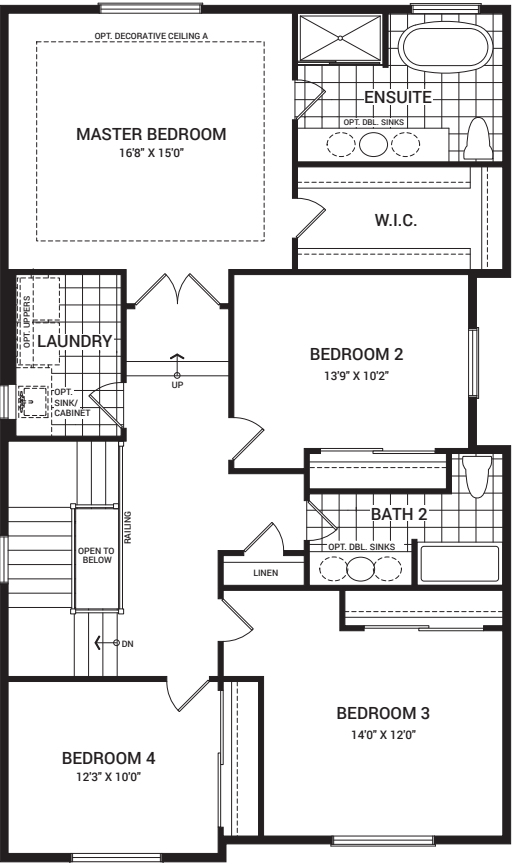 OPT. DECORATIVE CEILING A
MASTER BEDROOM
16'8" X 15'0"
ENSUITE
OPT. DBL. SINKS
W.I.C.
OPT. UPPERS
LAUNDRY
OPT.
SINK/
CABINET
UP
BEDROOM 2
13'9" X 10'2"
RAILING
OPEN TO
BELOW
BATH 2
OPT. DBL. SINKS
LINEN
DN
BEDROOM 3
14'0" X 12'0"
BEDROOM 4
12'3" X 10'0"